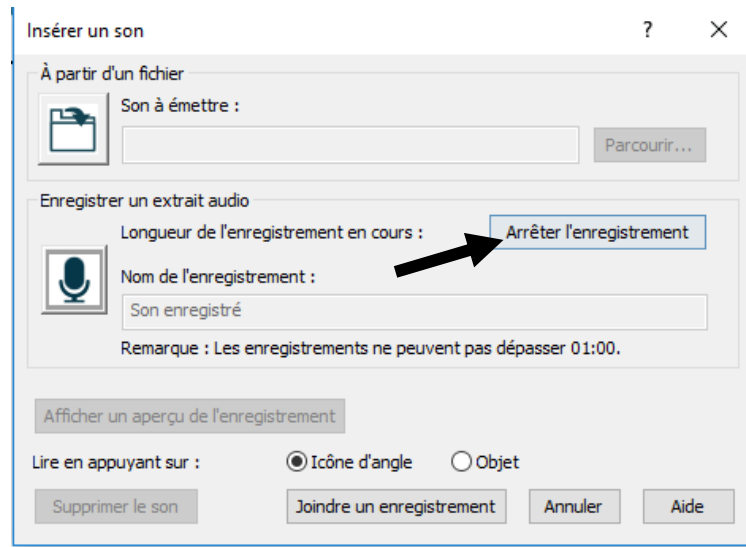 Insérer un son ?
À partir d'un fichier
Son à émettre :
Parcourir...
Enregistrer un extrait audio
Longueur de l'enregistrement en cours : Arrêter l'enregistrement
Nom de l'enregistrement :
Son enregistré
Remarque : Les enregistrements ne peuvent pas dépasser 01:00.
Afficher un aperçu de l'enregistrement
Lire en appuyant sur : Icône d'angle Objet
Supprimer le son Joindre un enregistrement Annuler Aide